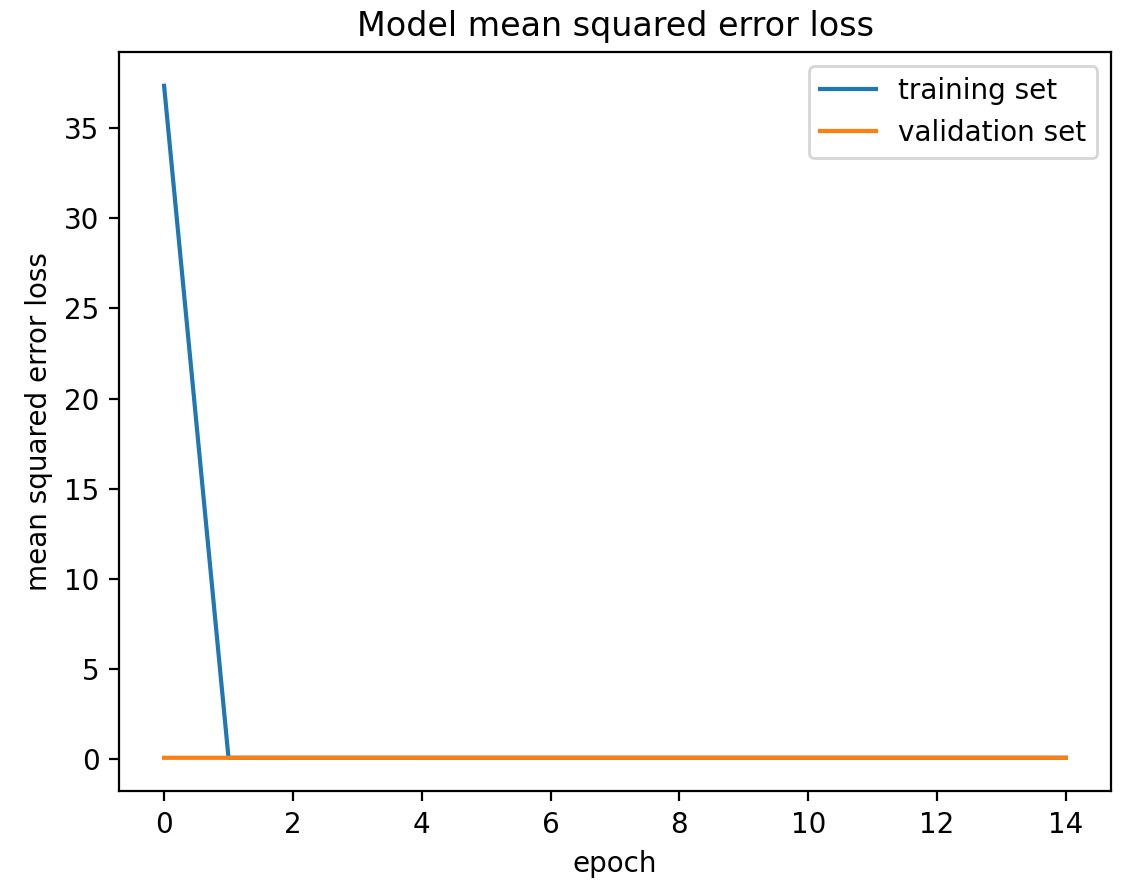 Model mean squared error loss
training set
validation set
mean squared error loss
35
30
25
20
15
10
5
0
0 2 4 6 8 10 12 14
epoch